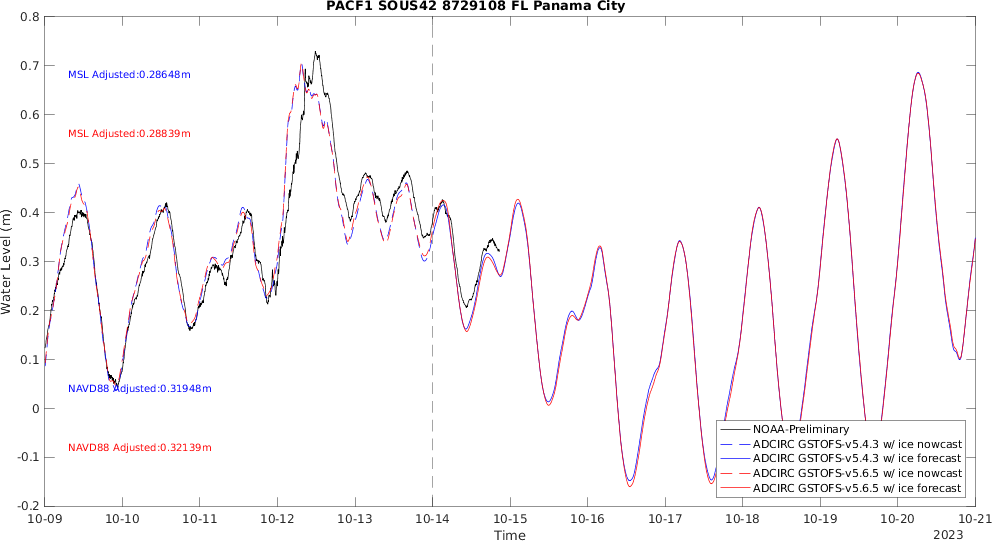 PACF1 SOUS42 8729108 FL Panama City
0.8
0.7
0.6
0.5
0.4
0.3
0.2
0.1
0
-0.1
-0.2
Water Level (m)
MSL Adjusted:0.28648m
MSL Adjusted:0.28839m
NAVD88 Adjusted:0.31948m
NAVD88 Adjusted:0.32139m
NOAA-Preliminary
ADCIRC GSTOFS-v5.4.3 w/ ice nowcast
ADCIRC GSTOFS-v5.4.3 w/ ice forecast
ADCIRC GSTOFS-v5.6.5 w/ ice nowcast
ADCIRC GSTOFS-v5.6.5 w/ ice forecast
10-09 10-10 10-11 10-12 10-13 10-14 10-15 10-16 10-17 10-18 10-19 10-20 10-21
Time
2023